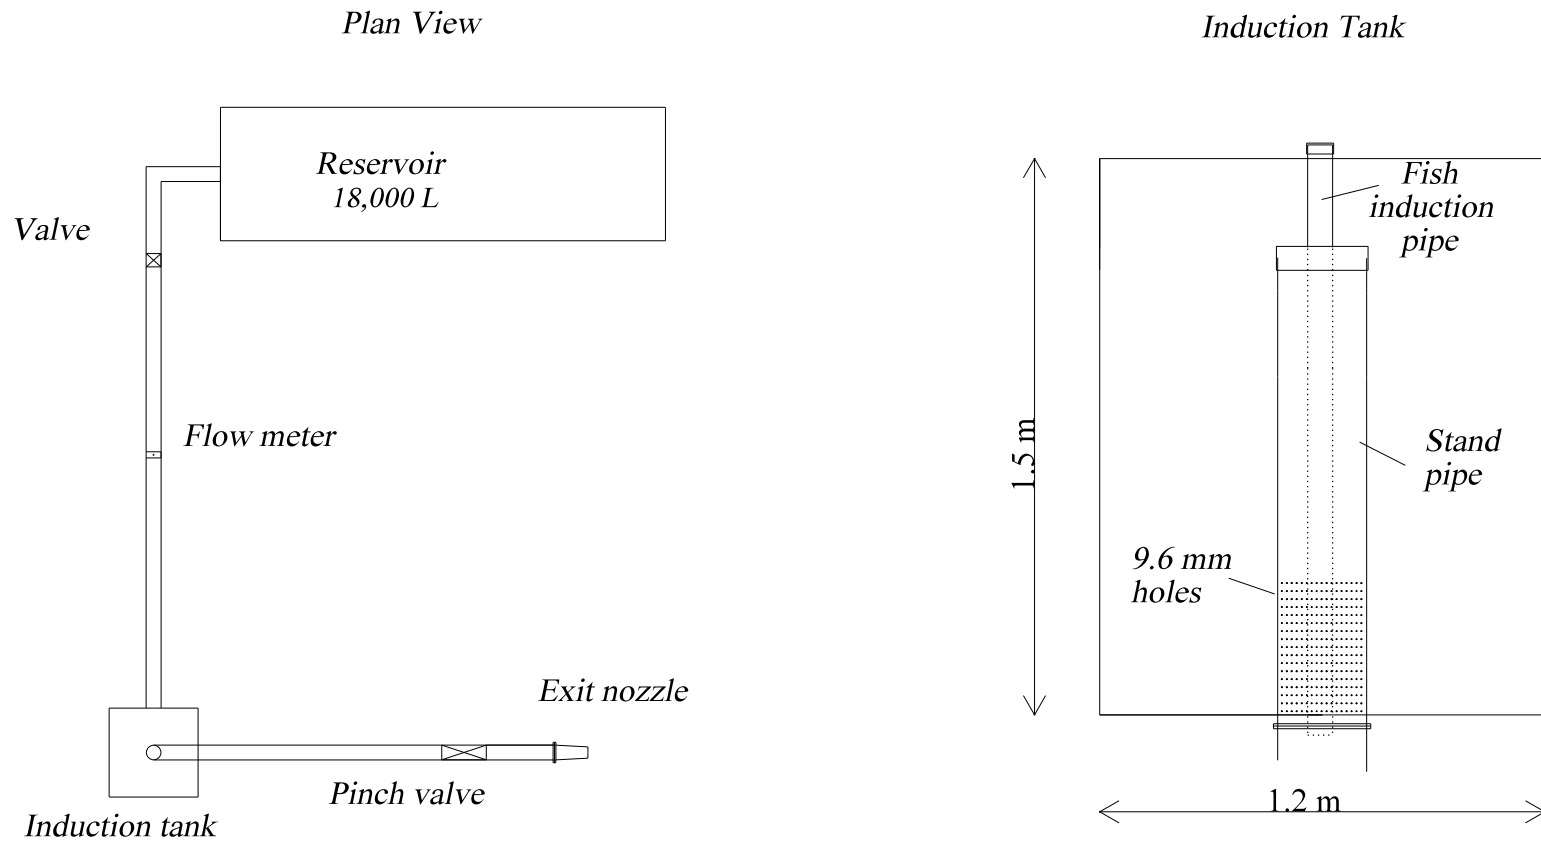 Plan View
Induction Tank
Reservoir
18,000 L
Valve
Flow meter
Exit nozzle
Pinch valve
Induction tank
Fish
induction
pipe
Stand
pipe
1.5 m
9.6 mm
holes
1.2 m